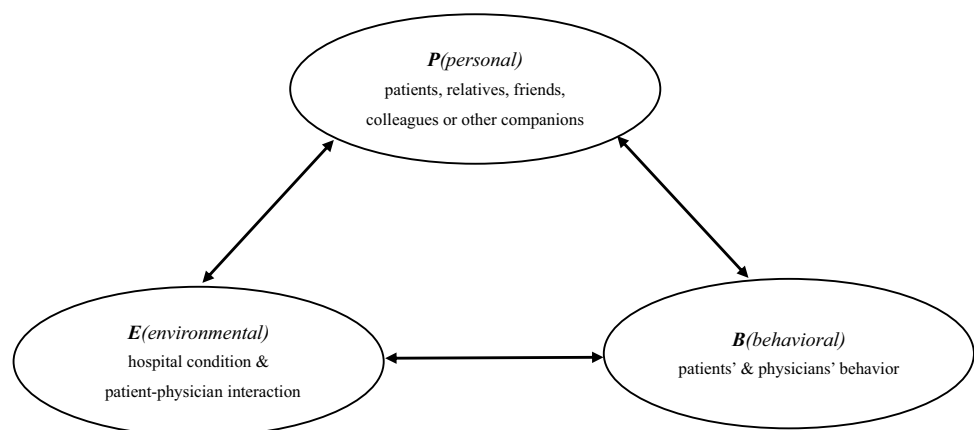 P(personal)
patients, relatives, friends,
colleagues or other companions
E(environmental)
hospital condition &
patient-physician interaction
B(behavioral)
patients’ & physicians’ behavior